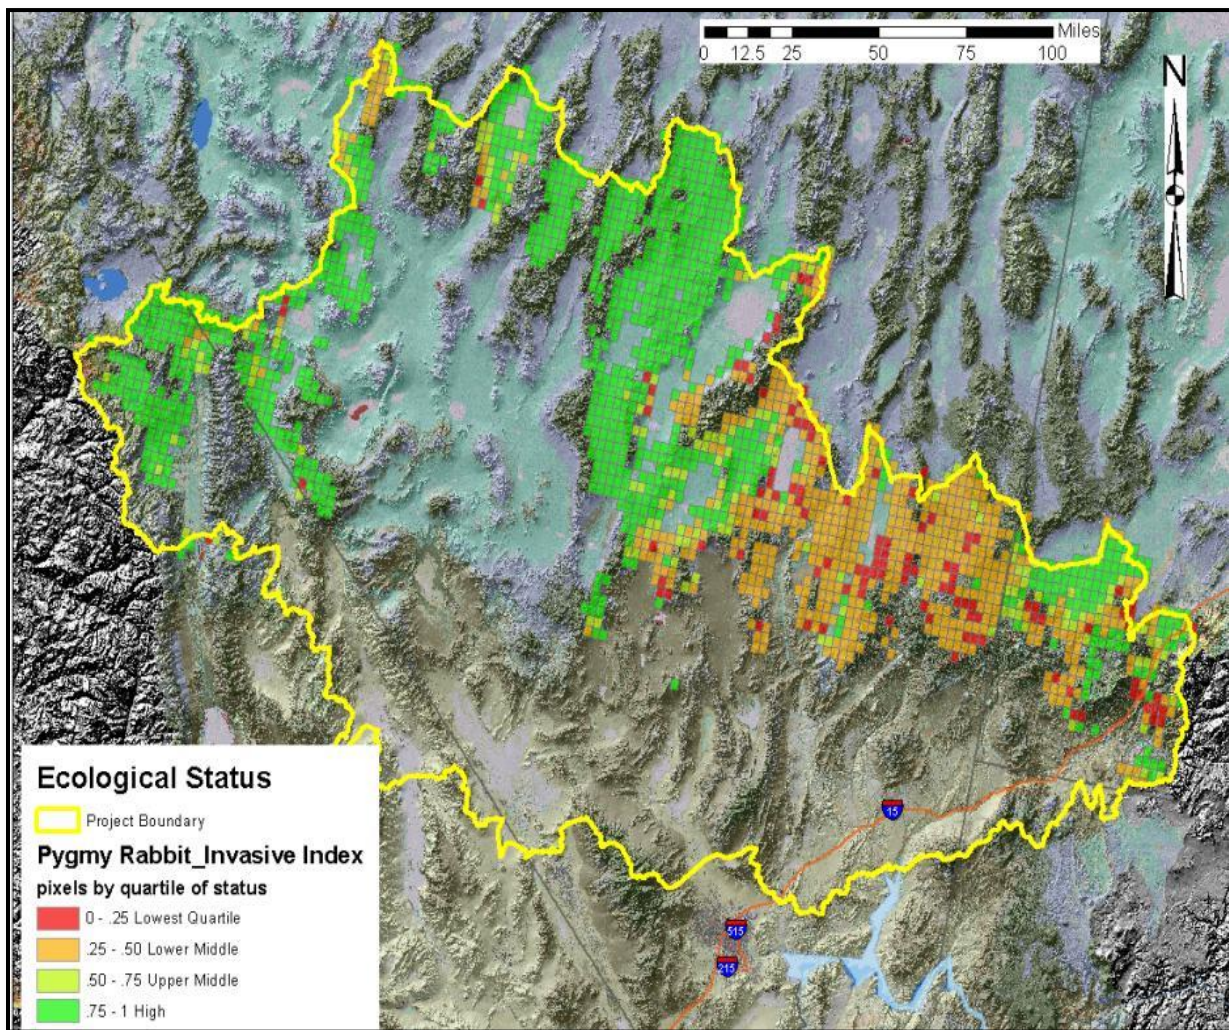 Miles
0 12.5 25 50 75 100
N
Ecological Status
Project Boundary
Pygmy Rabbit_Invasive Index
pixels by quartile of status
0 - .25 Lowest Quartile
.25 - .50 Lower Middle
.50 - .75 Upper Middle
.75 - 1 High
15
515
215